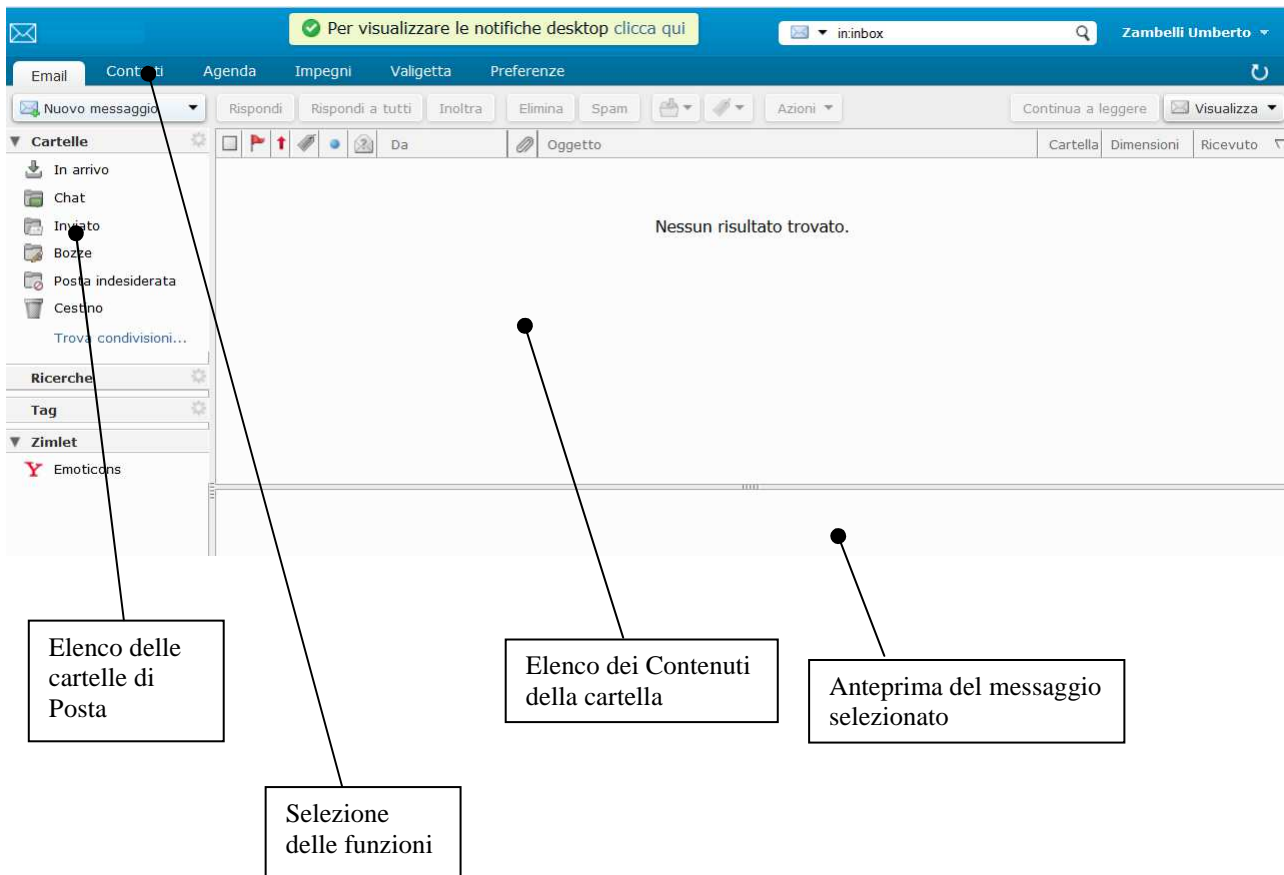 Per visualizzare le notifiche desktop clicca qui
in:inbox
Zambelli Umberto
Email Contatti Agenda Impegni Valigetta Preferenze
Nuovo messaggio Rispondi Rispondi a tutti Inoltra Elimina Spam Azioni Continua a leggere Visualizza
Cartelle
Da Oggetto Cartella Dimensioni Ricevuto
In arrivo
Chat
Inviato
Bozze
Posta indesiderata
Cestino
Trova condivisioni...
Nessun risultato trovato.
Ricerche
Tag
Zimlet
Emoticons
Elenco delle
cartelle di
Posta
Elenco dei Contenuti
della cartella
Anteprima del messaggio
selezionato
Selezione
delle funzioni